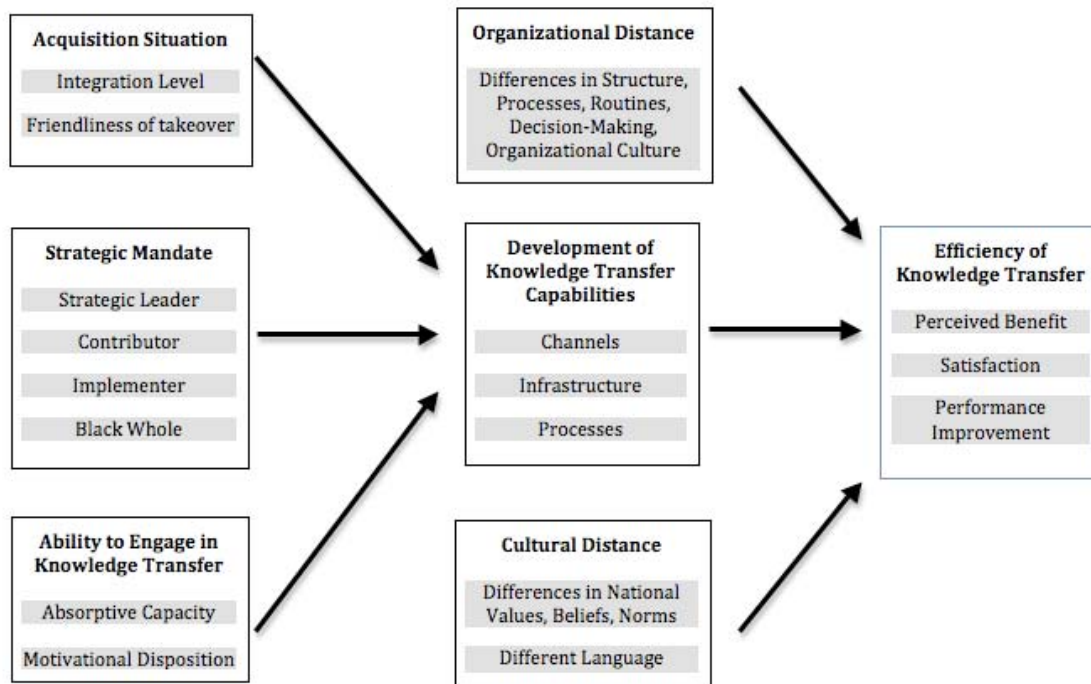 Acquisition Situation
Integration Level
Friendliness of takeover
Strategic Mandate
Strategic Leader
Contributor
Implementer
Black Whole
Ability to Engage in
Knowledge Transfer
Absorptive Capacity
Motivational Disposition
Organizational Distance
Differences in Structure,
Processes, Routines,
Decision-Making,
Organizational Culture
Development of
Knowledge Transfer
Capabilities
Channels
Infrastructure
Processes
Cultural Distance
Differences in National
Values, Beliefs, Norms
Different Language
Efficiency of
Knowledge Transfer
Perceived Benefit
Satisfaction
Performance
Improvement